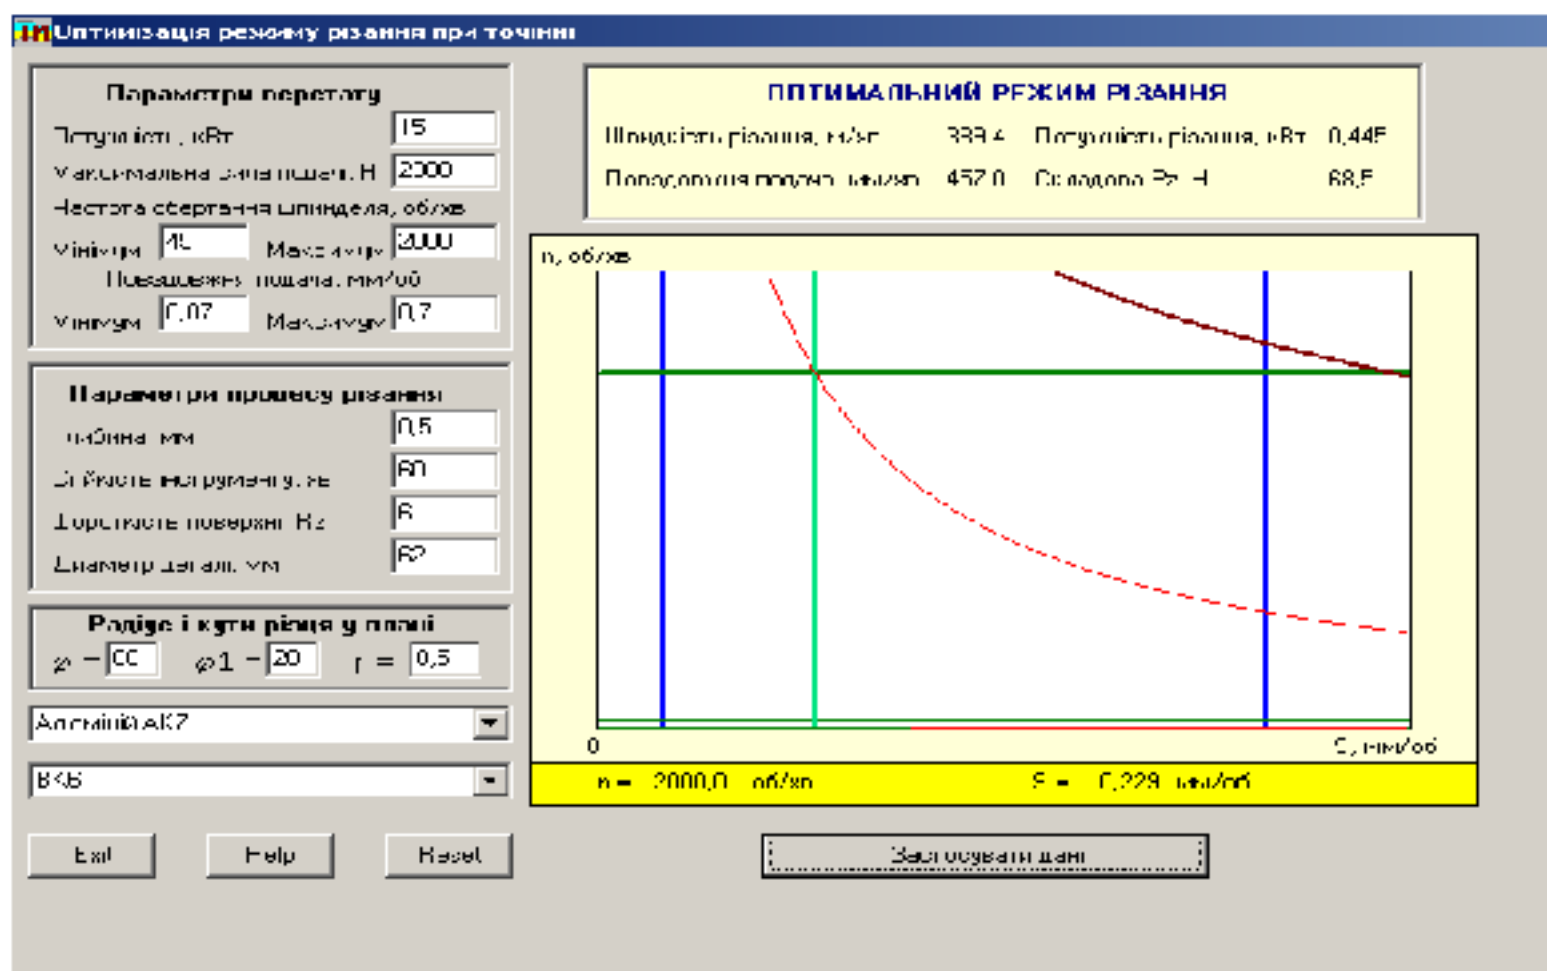 Оптимізація режиму різання при точінні
Параметри верстату
Потужність, кВт 15
Максимальна сила подачі, Н 2000
Частота обертання шпинделя, об/хв
Мінімум Максимум 2000
Повздовжня подача, мм/об
Мінімум 0,07 Максимум 0,7
Параметри процесу різання
Глибина, мм 0,5
Стійкість інструменту, хв 60
Шорсткість поверхні Rz 6
Диаметр деталі, мм 62
Радіус і кути різця у плані
φ = φ1 = 20 r = 0,5
Алюміній АК7
Exit Help Reset
ОПТИМАЛЬНИЙ РЕЖИМ РІЗАННЯ
Швидкість різання, м/хв 389,4 Потужність різання, кВт 0,445
Повздовжня подача, мм/хв 457,0 Складова Pz, Н 68,5
n, об/хв
0 S, мм/об
n = 2000,0 об/хв S = 0,229 мм/об
Застосувати дані